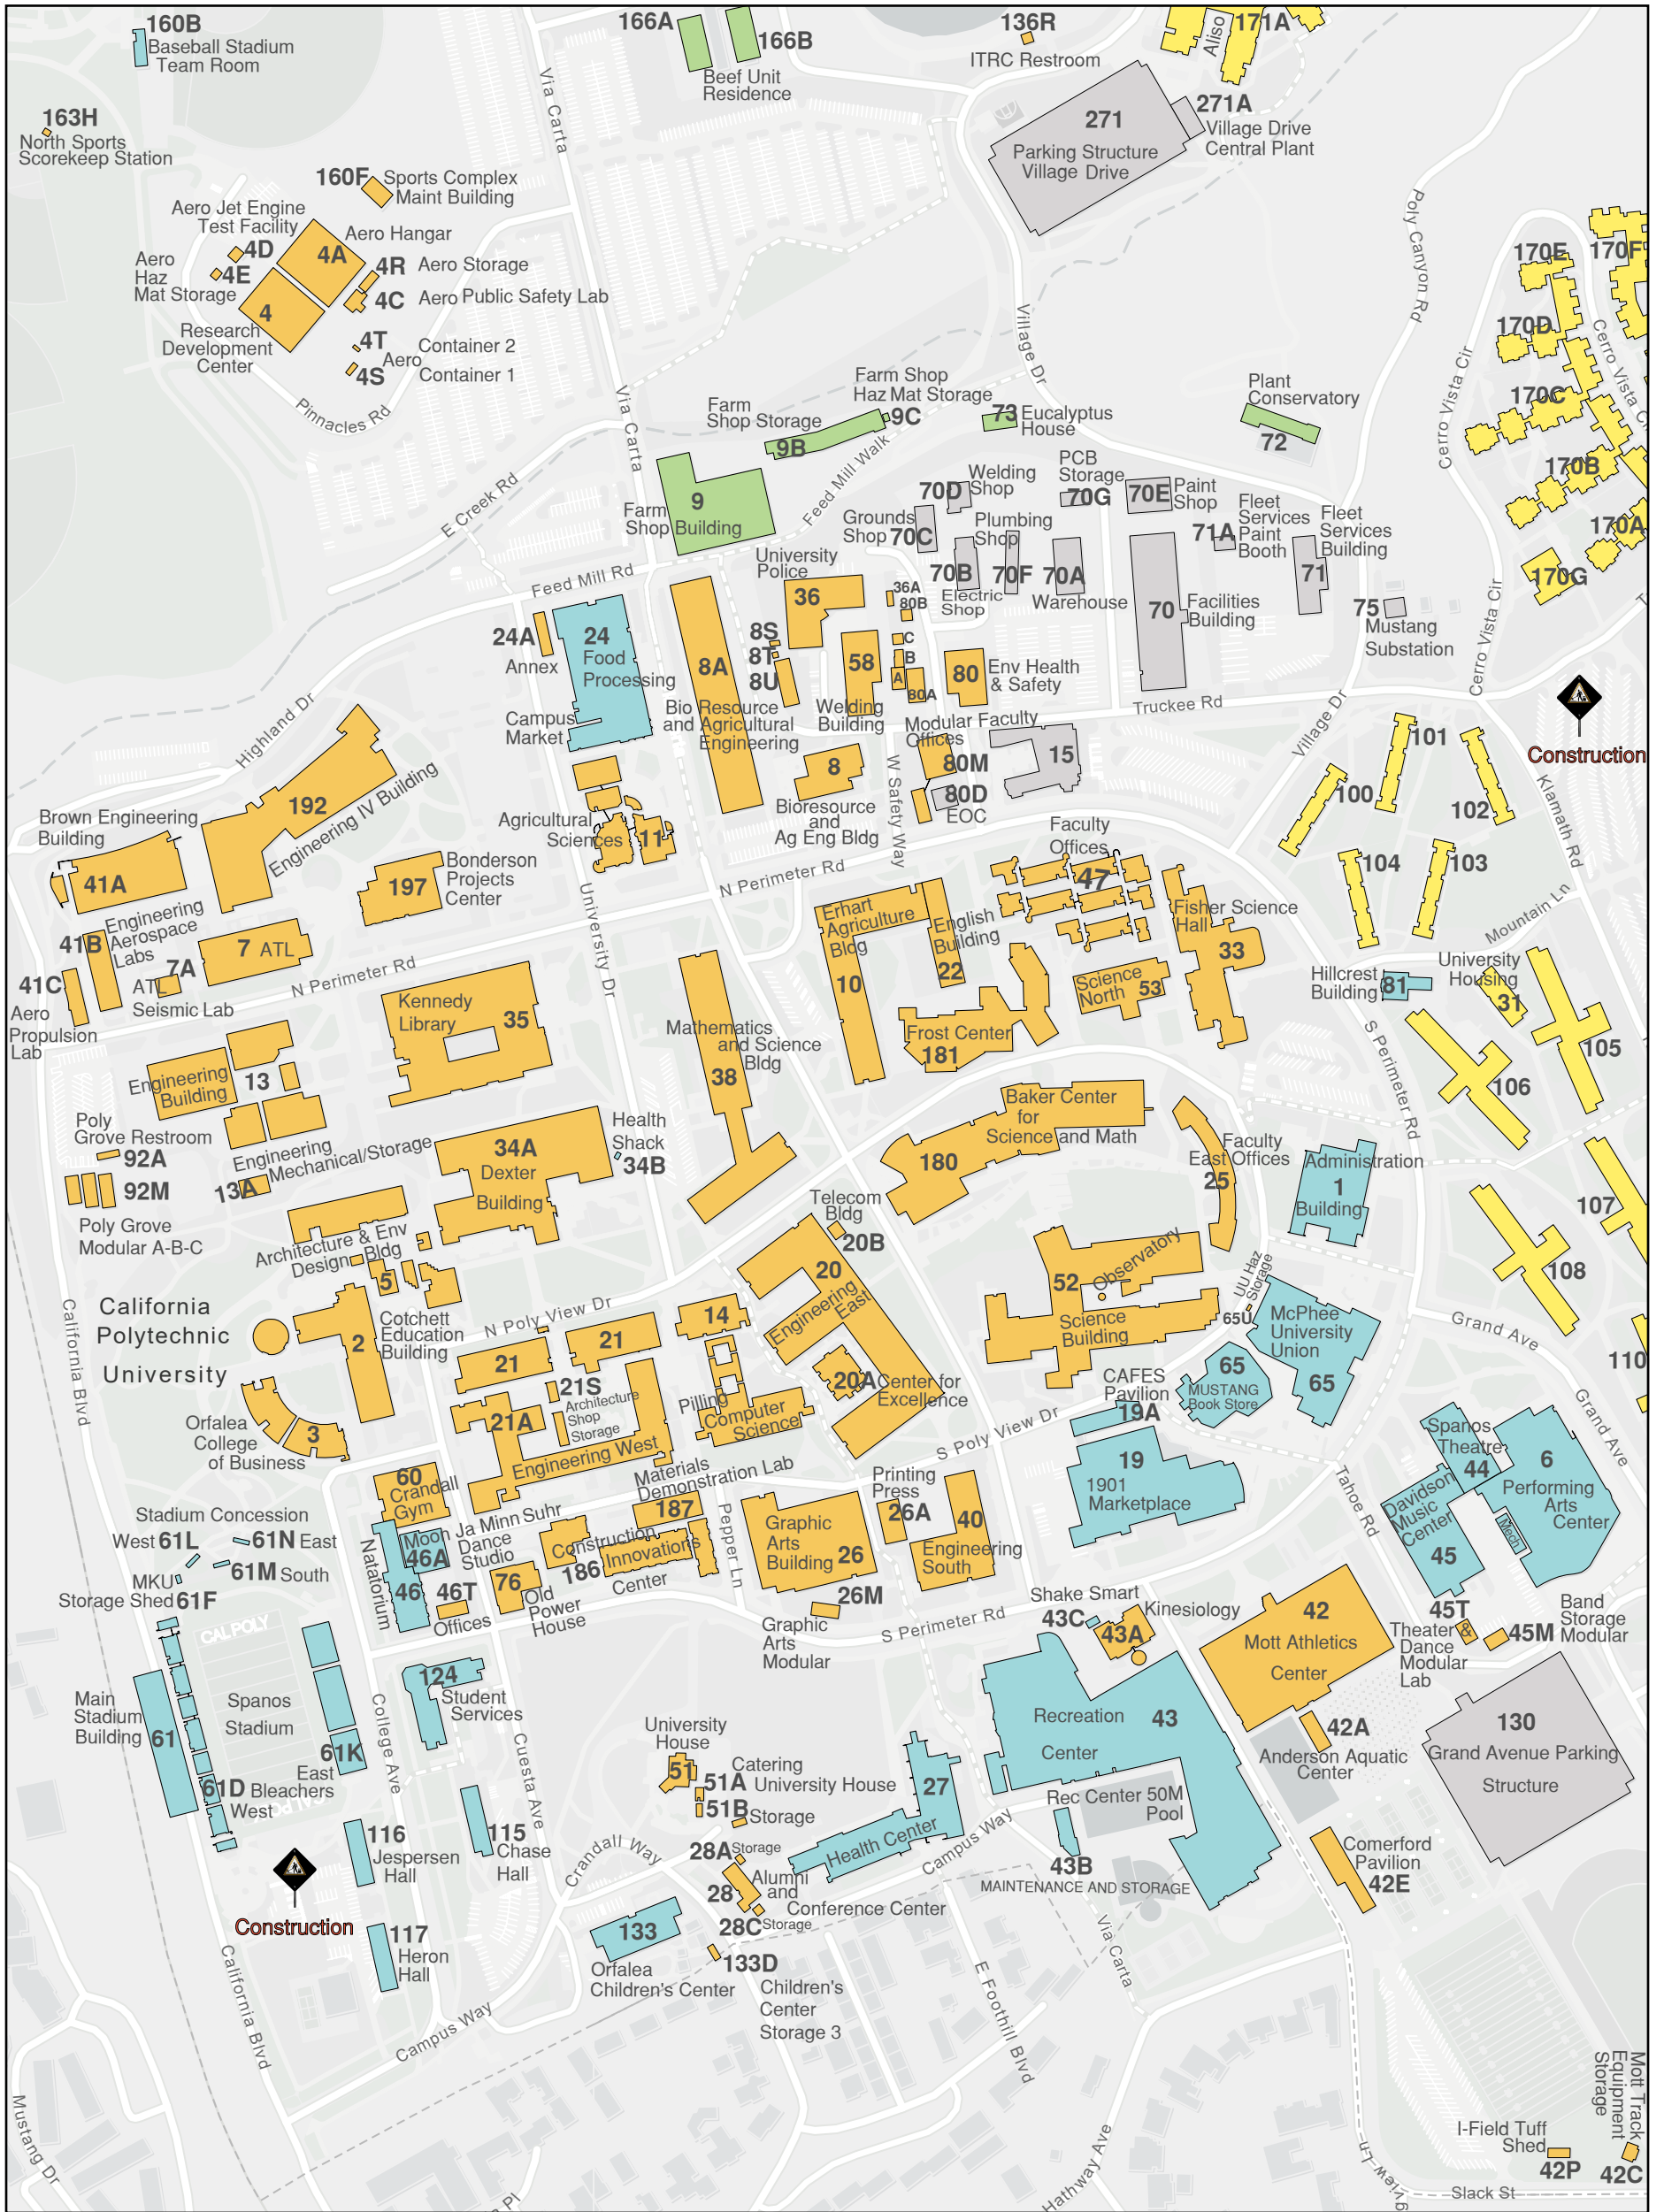 160B
Baseball Stadium
Team Room
166A
166B
Beef Unit
Residence
136R
ITRC Restroom
Aliso
171A
271
Parking Structure
Village Drive
271A
Village Drive
Central Plant
163H
North Sports
Scorekeep Station
Via Carta
160F
Sports Complex
Maint Building
Aero Jet Engine
Test Facility
4D
4A
Aero Hangar
Aero
Haz
Mat Storage
4E
4R
Aero Storage
4C
Aero Public Safety Lab
4
Research
Development
Center
4T
Aero
Container 2
4S
Container 1
Pinnacles Rd
Poly Canyon Rd
170E
170F
170D
170C
170B
170A
170G
Cerro Vista Cir
Cerro Vista Cir
Cerro Vista Cir
Village Dr
Via Carta
E Creek Rd
Farm
Shop Storage
9B
Farm Shop
Haz Mat Storage
9C
73
Eucalyptus
House
Plant
Conservatory
72
Feed Mill Walk
9
Farm
Shop Building
Feed Mill Rd
Welding
Shop
70D
PCB
Storage
70G
70E
Paint
Shop
Grounds
Shop
70C
Plumbing
Shop
70B
Electric
Shop
70F
70A
Warehouse
70
Facilities
Building
71A
Fleet
Services
Paint
Booth
Fleet
Services
Building
71
75
Mustang
Substation
University
Police
36
36A
80B
C
B
A
80A
24A
Annex
24
Food
Processing
Campus
Market
8A
Bio Resource
and Agricultural
Engineering
8S
8T
8U
58
Welding
Building
80
Env Health
& Safety
Truckee Rd
Modular Faculty
Offices
80M
80D
EOC
15
8
Bioresource
and
Ag Eng Bldg
W Safety Way
Village Dr
Construction
Highland Dr
101
100
102
104
103
Klamath Rd
Mountain Ln
192
Engineering IV Building
Brown Engineering
Building
41A
197
Bonderson
Projects
Center
Agricultural
Sciences
11
N Perimeter Rd
Faculty
Offices
47
Engineering
Aerospace
Labs
41B
41C
Aero
Propulsion
Lab
7 ATL
7A
ATL
Seismic Lab
N Perimeter Rd
University Dr
Erhart
Agriculture
Bldg
10
English
Building
22
Fisher Science
Hall
33
Science
North
53
Frost Center
181
Hillcrest
Building
81
University
Housing
31
105
106
S Perimeter Rd
Kennedy
Library
35
Mathematics
and Science
Bldg
38
Engineering
Building
13
Poly
Grove Restroom
92A
92M
Poly Grove
Modular A-B-C
Engineering
Mechanical/Storage
13A
34A
Dexter
Building
Health
Shack
34B
Baker Center
for
Science and Math
180
Faculty
East Offices
25
Administration
1
Building
107
108
Grand Ave
Grand Ave
110
Architecture & Env
Design
Bldg
5
Telecom
Bldg
20B
20
Engineering
East
52
Observatory
Science
Building
UU Haz
Storage
65U
McPhee
University
Union
65
65
MUSTANG
Book Store
California
Polytechnic
University
California Blvd
2
Cotchett
Education
Building
N Poly View Dr
14
21
21
21S
Architecture
Shop
Storage
21A
Engineering West
20A
Center for
Excellence
Pilling
Computer
Science
CAFES
Pavilion
19A
S Poly View Dr
19
1901
Marketplace
Orfalea
College
of Business
3
Spanos
Theatre
44
6
Performing
Arts
Center
Davidson
Music
Center
45
Mech
Tahoe Rd
60
Crandall
Gym
Materials
Demonstration Lab
187
Pepper Ln
Printing
Press
26A
40
Engineering
South
Graphic
Arts
Building
26
26M
Graphic
Arts
Modular
Stadium Concession
West
61L
61N
East
61M
South
MKU
Storage Shed
61F
Natatorium
Moon Ja Minn Suhr
Dance
Studio
46A
46
46T
Offices
76
Old
Power
House
Construction
Innovations
Center
186
S Perimeter Rd
Shake Smart
43C
43A
Kinesiology
42
Mott Athletics
Center
45T
Theater &
Dance
Modular
Lab
45M
Band
Storage
Modular
CAL POLY
Spanos
Stadium
Main
Stadium
Building
61
61K
East
61D
Bleachers
West
124
Student
Services
College Ave
Cuesta Ave
University
House
51
Catering
51A
University House
51B
Storage
27
Health Center
Recreation
Center
43
Rec Center 50M
Pool
43B
MAINTENANCE AND STORAGE
42A
Anderson Aquatic
Center
130
Grand Avenue Parking
Structure
Comerford
Pavilion
42E
116
Jespersen
Hall
115
Chase
Hall
Crandall Way
28A
Storage
28
Alumni
and
Conference Center
28C
Storage
Campus Way
Construction
117
Heron
Hall
133
Orfalea
Children's Center
133D
Children's
Center
Storage 3
Via Carta
E Foothill Blvd
California Blvd
Campus Way
Mustang Dr
Hathway Ave
Slack St
I-Field Tuff
Shed
42P
Mott Track
Equipment
Storage
42C